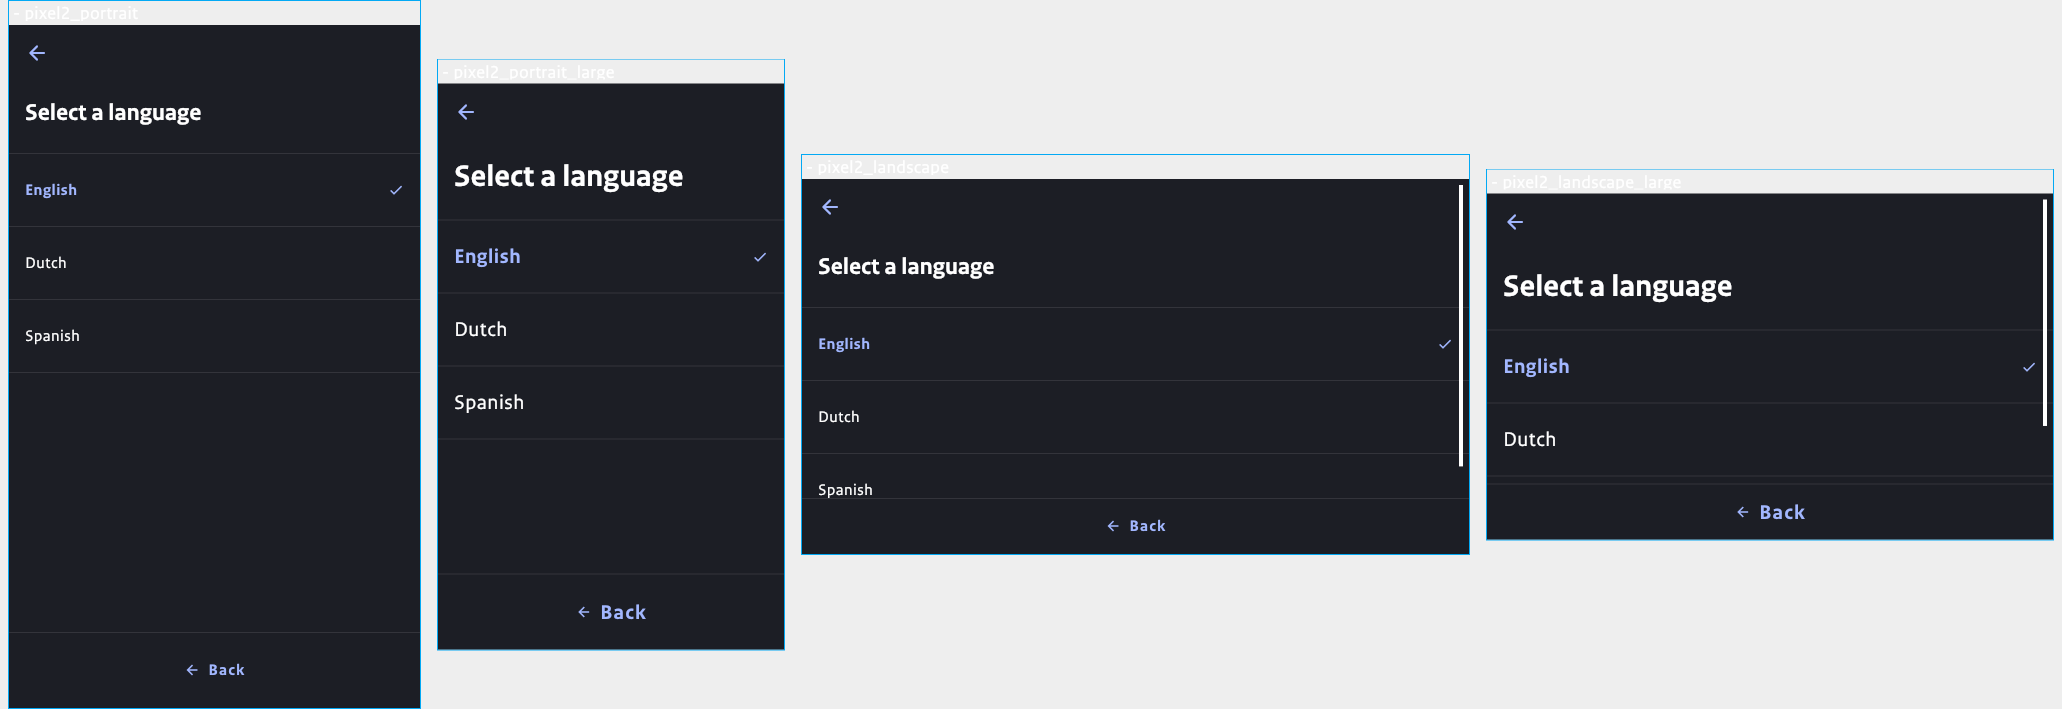 - pixel2_portrait
Select a language
English
Dutch
Spanish
Back
- pixel2_portrait_large
Select a language
English
Dutch
Spanish
Back
- pixel2_landscape
Select a language
English
Dutch
Spanish
Back
- pixel2_landscape_large
Select a language
English
Dutch
Back